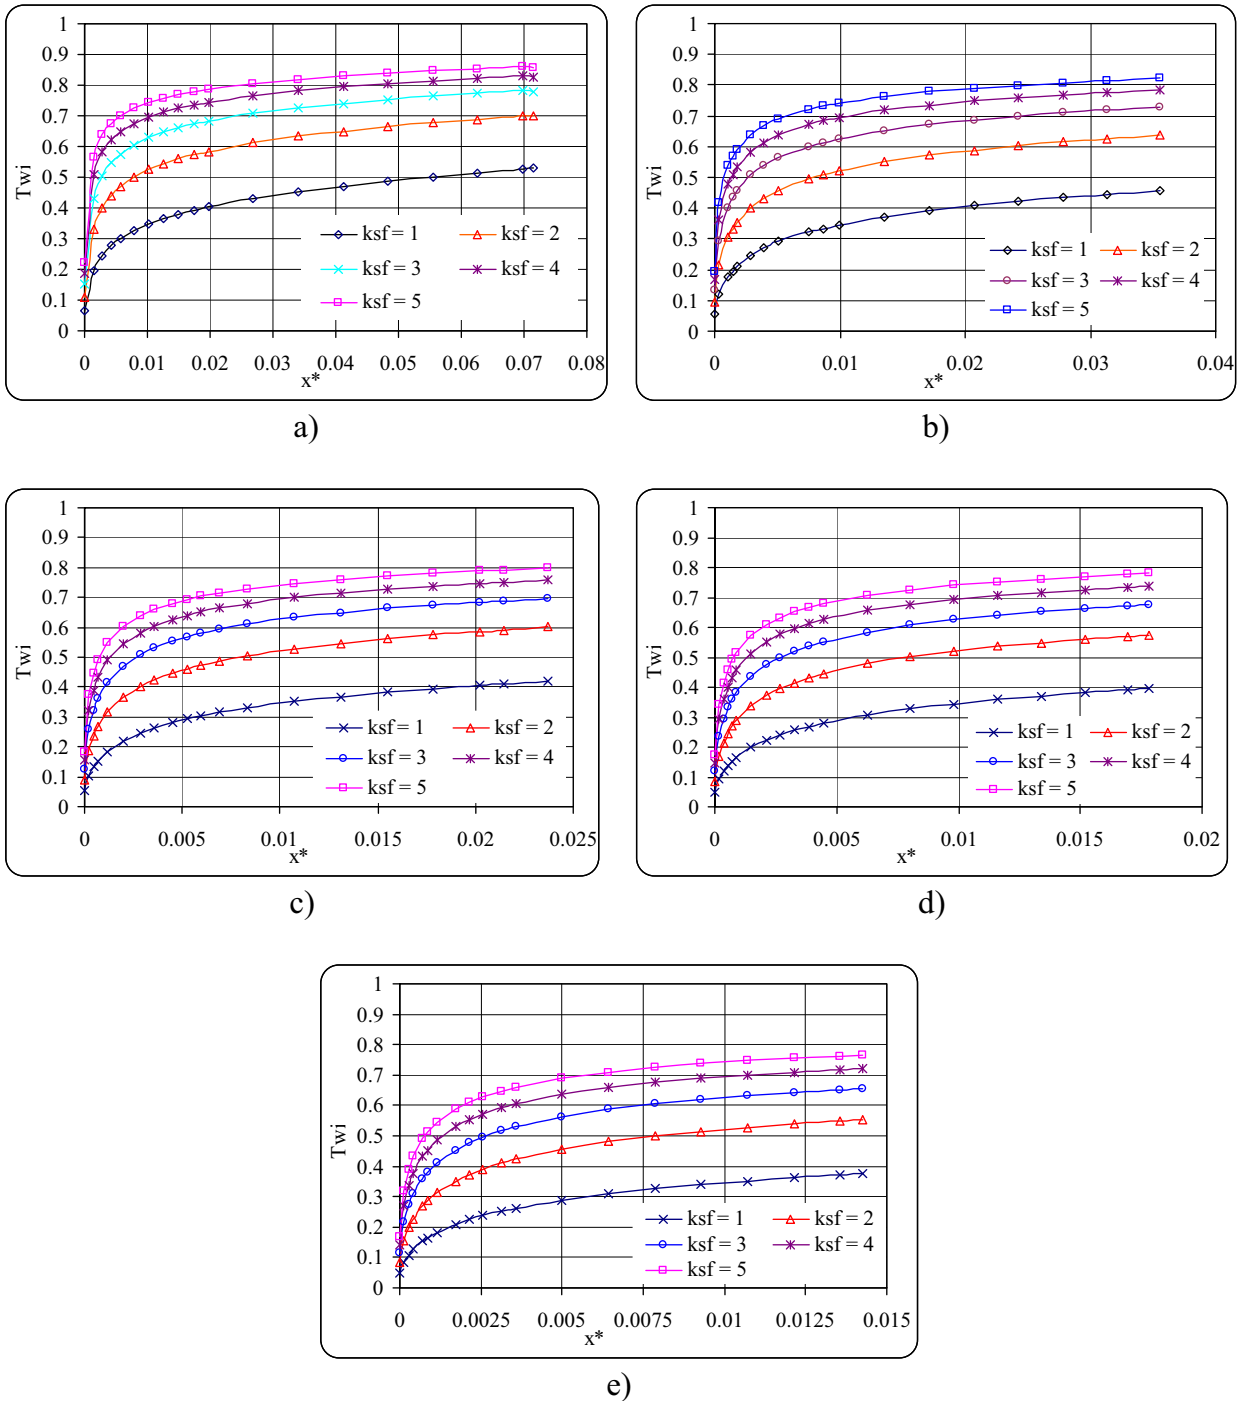 1
0.9
0.8
0.7
0.6
0.5
0.4
0.3
0.2
0.1
0
Twi
ksf = 1
ksf = 2
ksf = 3
ksf = 4
ksf = 5
0 0.01 0.02 0.03 0.04 0.05 0.06 0.07 0.08
x*
a)
1
0.9
0.8
0.7
0.6
0.5
0.4
0.3
0.2
0.1
0
Twi
ksf = 1
ksf = 2
ksf = 3
ksf = 4
ksf = 5
0 0.01 0.02 0.03 0.04
x*
b)
1
0.9
0.8
0.7
0.6
0.5
0.4
0.3
0.2
0.1
0
Twi
ksf = 1
ksf = 2
ksf = 3
ksf = 4
ksf = 5
0 0.005 0.01 0.015 0.02 0.025
x*
c)
1
0.9
0.8
0.7
0.6
0.5
0.4
0.3
0.2
0.1
0
Twi
ksf = 1
ksf = 2
ksf = 3
ksf = 4
ksf = 5
0 0.005 0.01 0.015 0.02
x*
d)
1
0.9
0.8
0.7
0.6
0.5
0.4
0.3
0.2
0.1
0
Twi
ksf = 1
ksf = 2
ksf = 3
ksf = 4
ksf = 5
0 0.0025 0.005 0.0075 0.01 0.0125 0.015
x*
e)